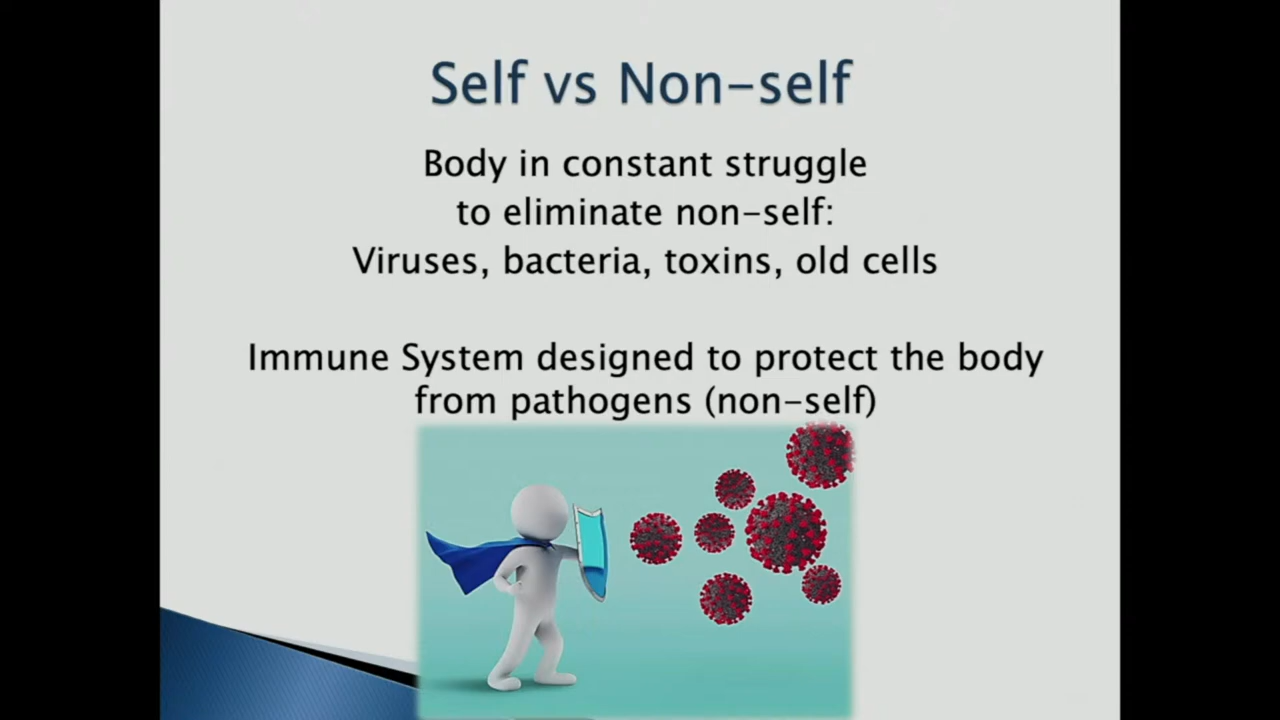 Self vs Non-self
Body in constant struggle
to eliminate non-self:
Viruses, bacteria, toxins, old cells
Immune System designed to protect the body
from pathogens (non-self)